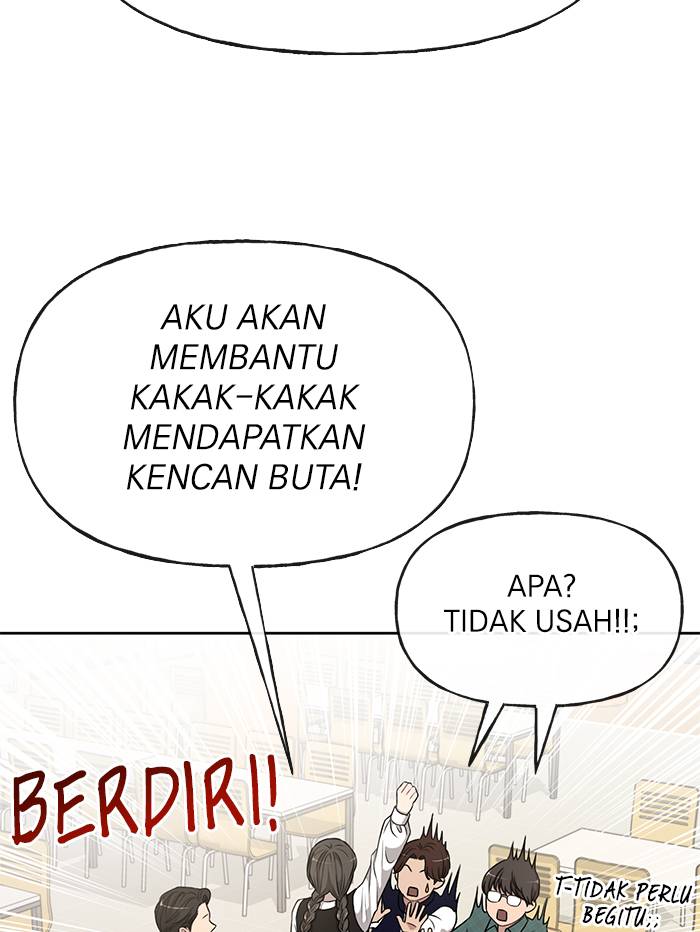 AKU AKAN
MEMBANTU
KAKAK-KAKAK
MENDAPATKAN
KENCAN BUTA!
APA?
TIDAK USAH!!;
BERDIRI!!
T-TIDAK PERLU
BEGITU;;